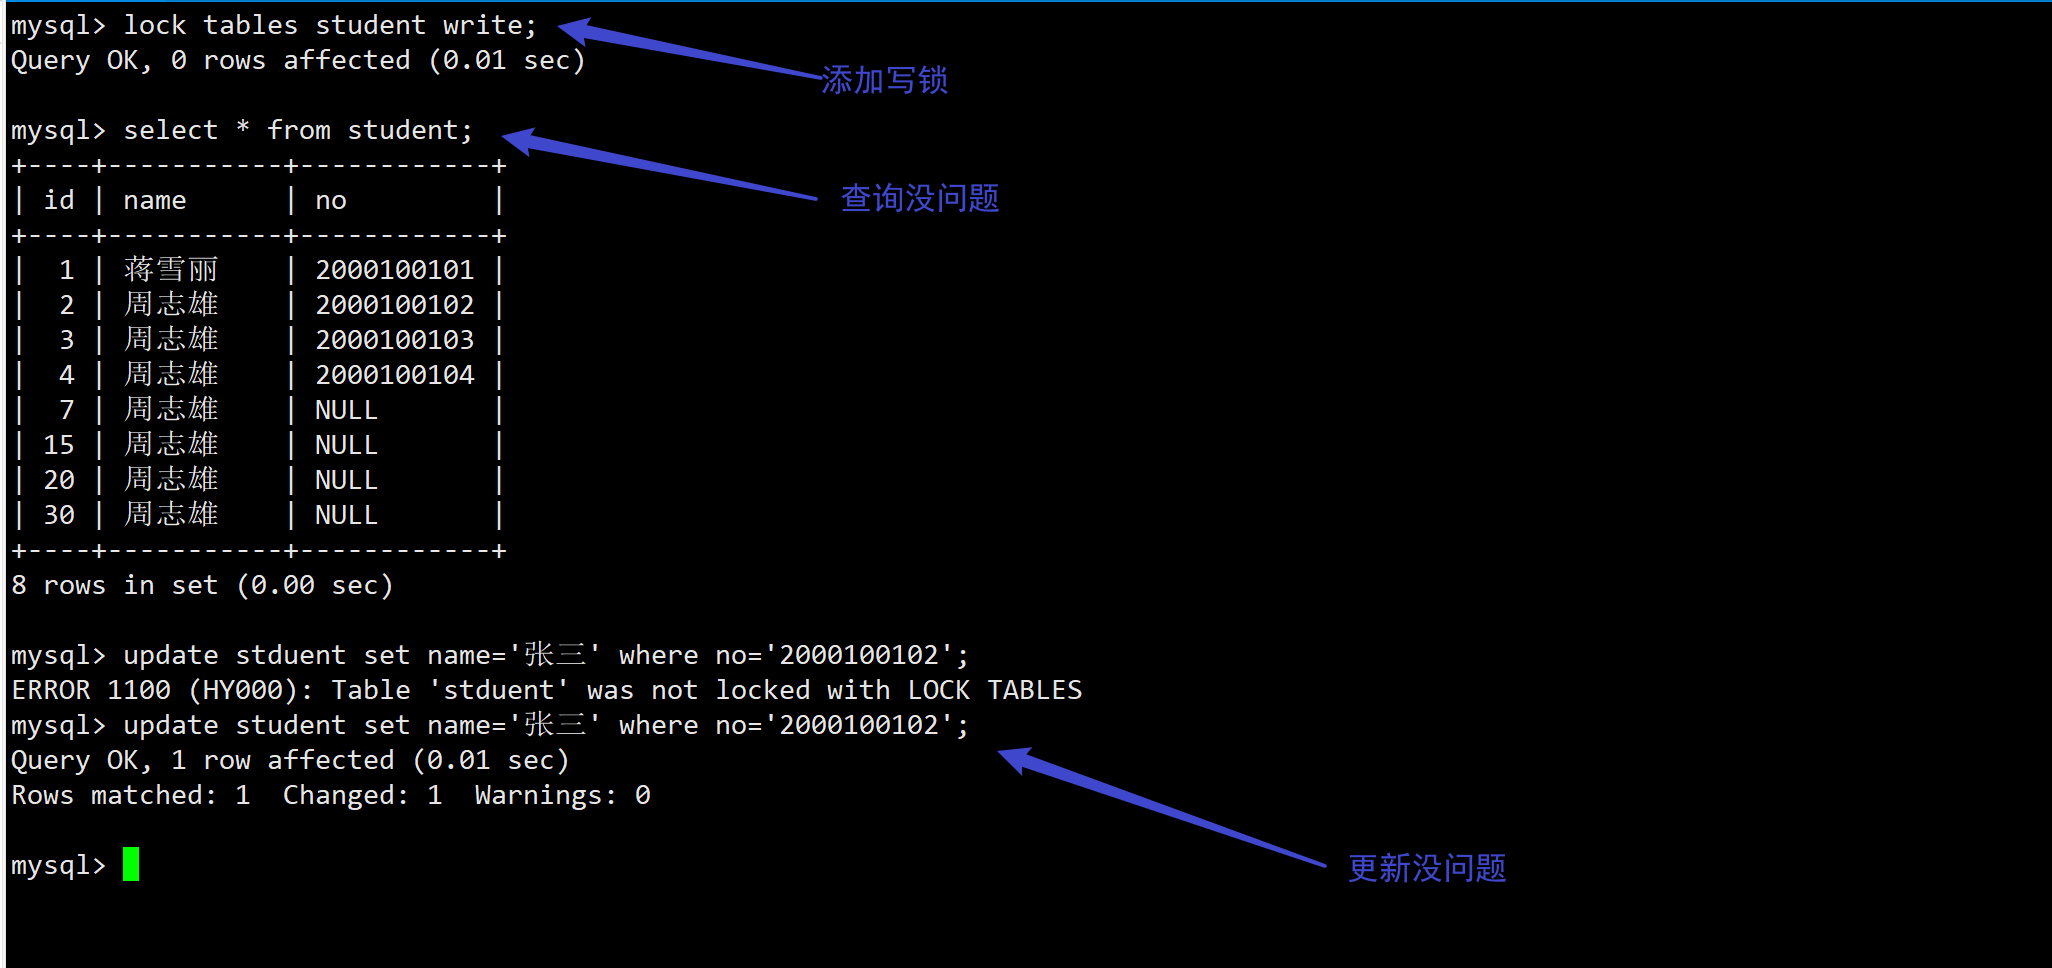 mysql> lock tables student write;
Query OK, 0 rows affected (0.01 sec)
添加写锁
mysql> select * from student;
+----+-----------+------------+
| id | name      | no         |
查询没问题
+----+-----------+------------+
|  1 | 蒋雪丽    | 2000100101 |
|  2 | 周志雄    | 2000100102 |
|  3 | 周志雄    | 2000100103 |
|  4 | 周志雄    | 2000100104 |
|  7 | 周志雄    | NULL       |
| 15 | 周志雄    | NULL       |
| 20 | 周志雄    | NULL       |
| 30 | 周志雄    | NULL       |
+----+-----------+------------+
8 rows in set (0.00 sec)
mysql> update stduent set name='张三' where no='2000100102';
ERROR 1100 (HY000): Table 'stduent' was not locked with LOCK TABLES
mysql> update student set name='张三' where no='2000100102';
Query OK, 1 row affected (0.01 sec)
Rows matched: 1  Changed: 1  Warnings: 0
mysql>
更新没问题